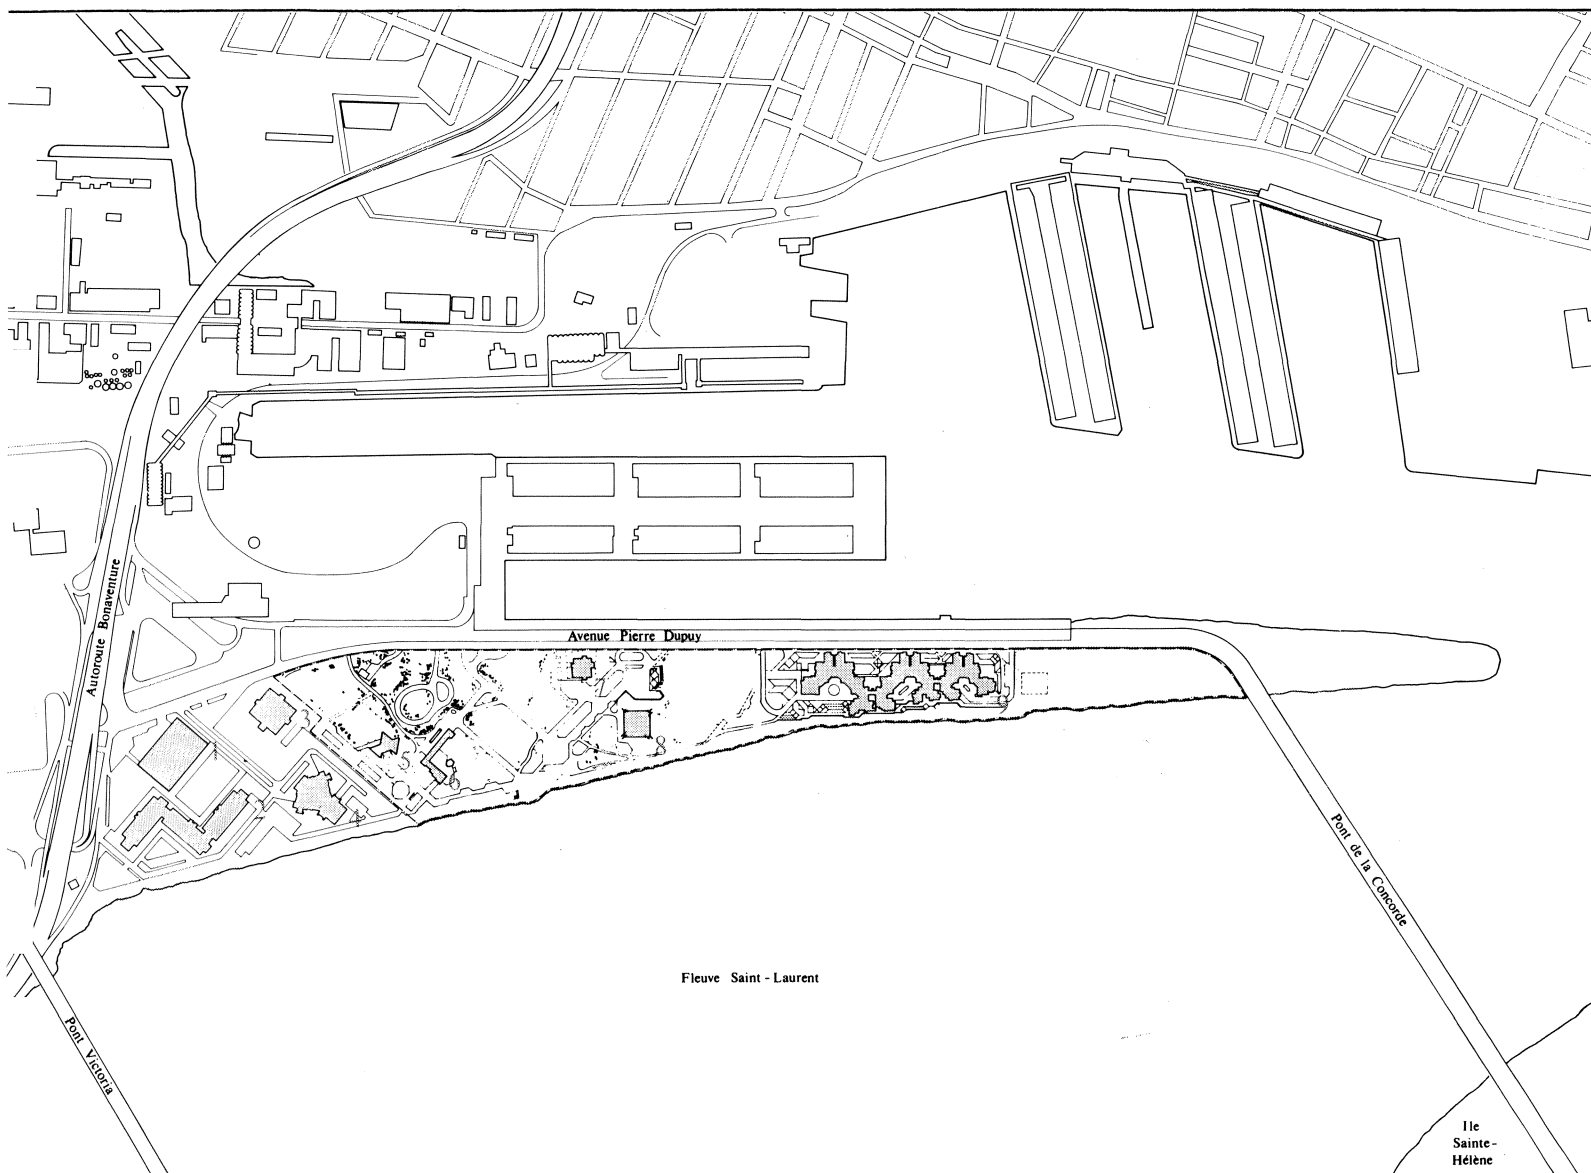 Avenue Pierre Dupuy
Autoroute Bonaventure
Pont de la Concorde
Fleuve Saint-Laurent
Pont Victoria
Ile
Sainte-
Hélène